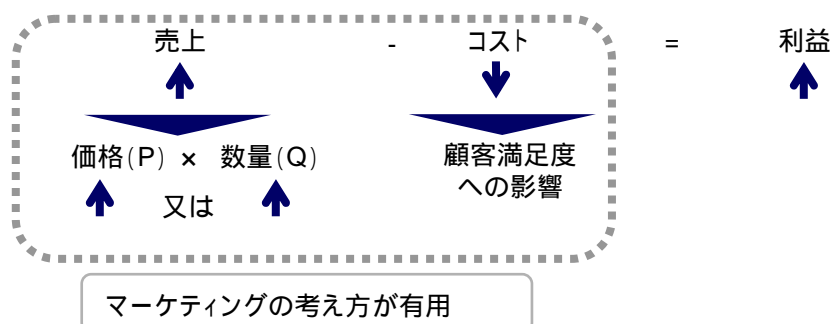 売上 - コスト = 利益
価格(P) × 数量(Q) 顧客満足度
への影響
又は
マーケティングの考え方が有用